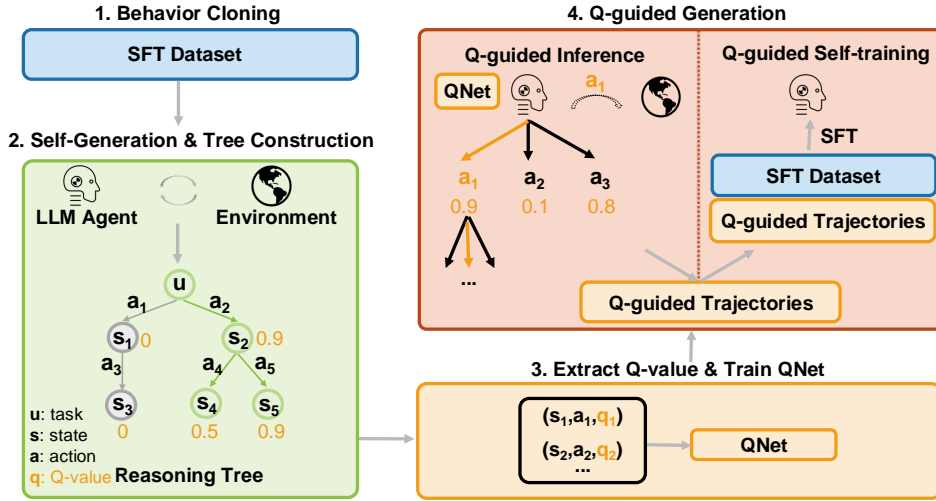 1. Behavior Cloning
SFT Dataset
2. Self-Generation & Tree Construction
LLM Agent
Environment
u
a1
a2
s1
0
s2
0.9
a3
a4
a5
s3
s4
s5
0
0.5
0.9
u: task
s: state
a: action
q: Q-value
Reasoning Tree
4. Q-guided Generation
Q-guided Inference
QNet
a1
a1
a2
a3
0.9
0.1
0.8
...
Q-guided Self-training
SFT
SFT Dataset
Q-guided Trajectories
Q-guided Trajectories
3. Extract Q-value & Train QNet
(s1,a1,q1)
(s2,a2,q2)
...
QNet